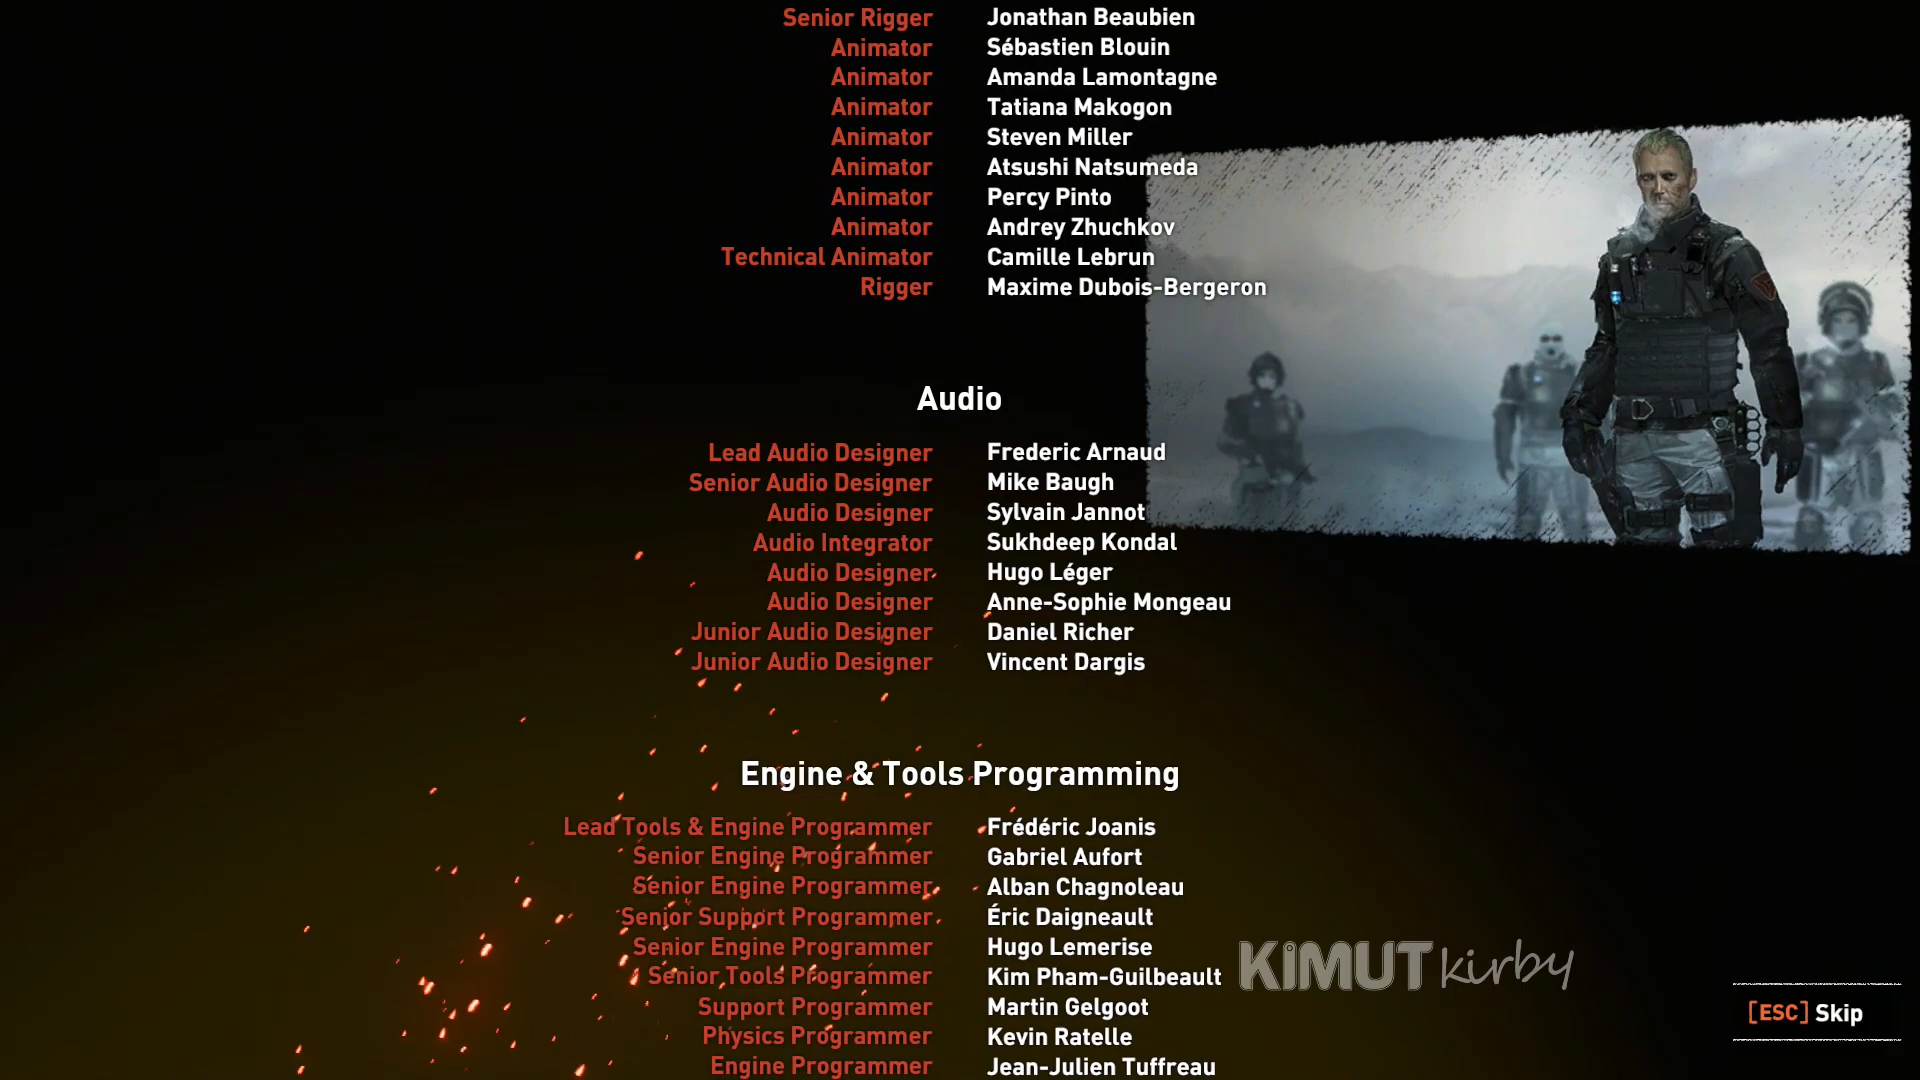 Senior Rigger Jonathan Beaubien
Animator Sébastien Blouin
Animator Amanda Lamontagne
Animator Tatiana Makogon
Animator Steven Miller
Animator Atsushi Natsumeda
Animator Percy Pinto
Animator Andrey Zhuchkov
Technical Animator Camille Lebrun
Rigger Maxime Dubois-Bergeron
Audio
Lead Audio Designer Frederic Arnaud
Senior Audio Designer Mike Baugh
Audio Designer Sylvain Jannot
Audio Integrator Sukhdeep Kondal
Audio Designer Hugo Léger
Audio Designer Anne-Sophie Mongeau
Junior Audio Designer Daniel Richer
Junior Audio Designer Vincent Dargis
Engine & Tools Programming
Lead Tools & Engine Programmer Frédéric Joanis
Senior Engine Programmer Gabriel Aufort
Senior Engine Programmer Alban Chagnoleau
Senior Support Programmer Éric Daigneault
Senior Engine Programmer Hugo Lemerise
Senior Tools Programmer Kim Pham-Guilbeault
Support Programmer Martin Gelgoot
Physics Programmer Kevin Ratelle
Engine Programmer Jean-Julien Tuffreau
KiMUT kirby
[ESC] Skip